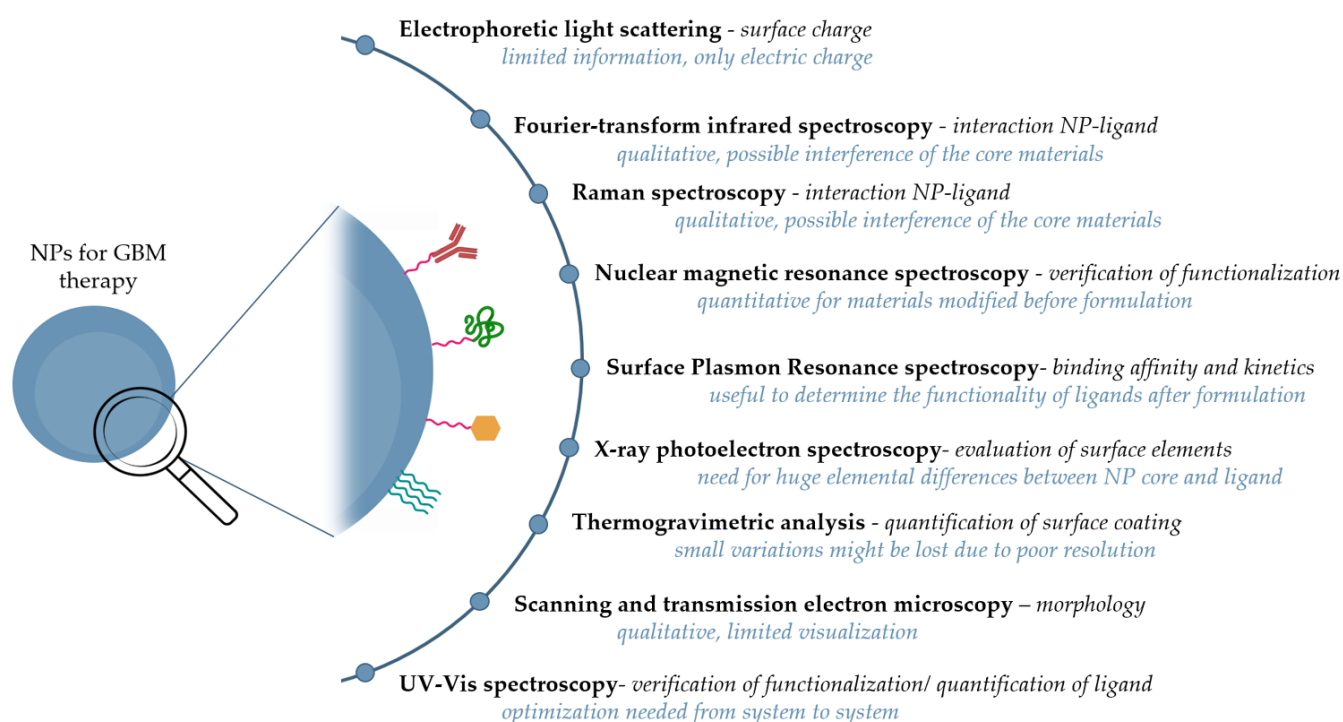 Electrophoretic light scattering - surface charge
limited information, only electric charge
Fourier-transform infrared spectroscopy - interaction NP-ligand
qualitative, possible interference of the core materials
Raman spectroscopy - interaction NP-ligand
qualitative, possible interference of the core materials
NPs for GBM
therapy
Nuclear magnetic resonance spectroscopy - verification of functionalization
quantitative for materials modified before formulation
Surface Plasmon Resonance spectroscopy- binding affinity and kinetics
useful to determine the functionality of ligands after formulation
X-ray photoelectron spectroscopy- evaluation of surface elements
need for huge elemental differences between NP core and ligand
Thermogravimetric analysis - quantification of surface coating
small variations might be lost due to poor resolution
Scanning and transmission electron microscopy – morphology
qualitative, limited visualization
UV-Vis spectroscopy- verification of functionalization/ quantification of ligand
optimization needed from system to system